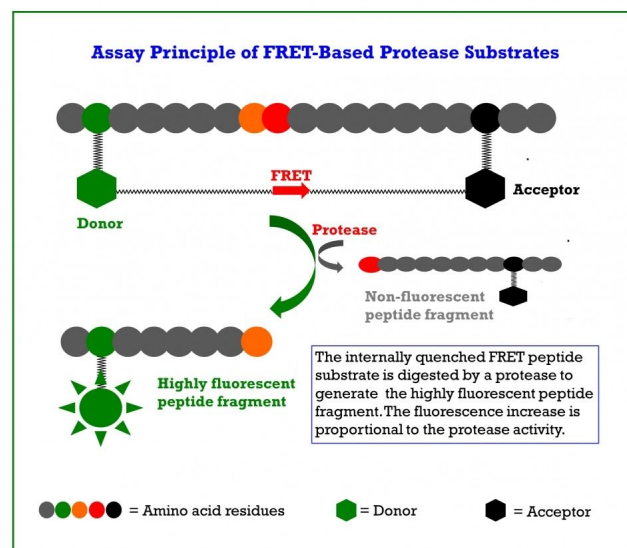 Assay Principle of FRET-Based Protease Substrates
FRET
Acceptor
Donor
Protease
Non-fluorescent
peptide fragment
Highly fluorescent
peptide fragment
The internally quenched FRET peptide
substrate is digested by a protease to
generate the highly fluorescent peptide
fragment.The fluorescence increase is
proportional to the protease activity.
= Amino acid residues
= Donor
= Acceptor